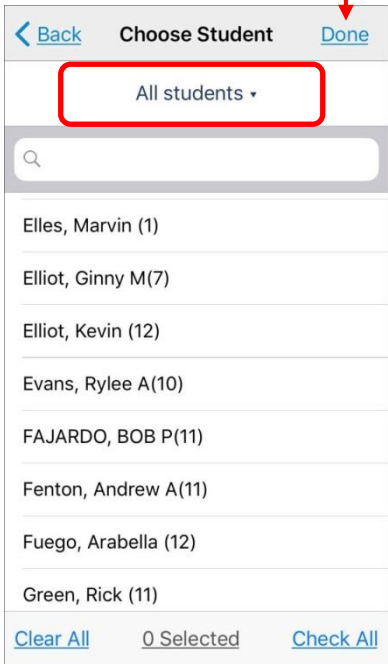 Back Choose Student Done
All students ▾
Elles, Marvin (1)
Elliot, Ginny M(7)
Elliot, Kevin (12)
Evans, Rylee A(10)
FAJARDO, BOB P(11)
Fenton, Andrew A(11)
Fuego, Arabella (12)
Green, Rick (11)
Clear All 0 Selected Check All